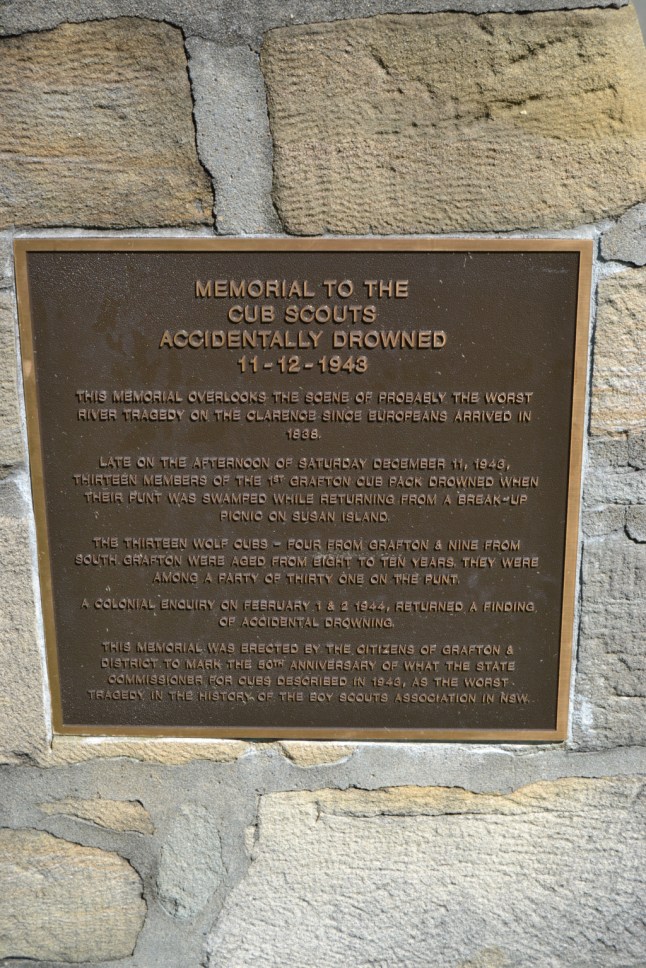 MEMORIAL TO THE
CUB SCOUTS
ACCIDENTALLY DROWNED
11-12-1943
THIS MEMORIAL OVERLOOKS THE SCENE OF PROBABLY THE WORST
RIVER TRAGEDY ON THE CLARENCE SINCE EUROPEANS ARRIVED IN
1838.
LATE ON THE AFTERNOON OF SATURDAY DECEMBER 11, 1943,
THIRTEEN MEMBERS OF THE 1ST GRAFTON CUB PACK DROWNED WHEN
THEIR PUNT WAS SWAMPED WHILE RETURNING FROM A BREAK-UP
PICNIC ON SUSAN ISLAND.
THE THIRTEEN WOLF CUBS - FOUR FROM GRAFTON & NINE FROM
SOUTH GRAFTON WERE AGED FROM EIGHT TO TEN YEARS. THEY WERE
AMONG A PARTY OF THIRTY ONE ON THE PUNT.
A COLONIAL ENQUIRY ON FEBRUARY 1 & 2 1944, RETURNED A FINDING
OF ACCIDENTAL DROWNING.
THIS MEMORIAL WAS ERECTED BY THE CITIZENS OF GRAFTON &
DISTRICT TO MARK THE 50TH ANNIVERSARY OF WHAT THE STATE
COMMISSIONER FOR CUBS DESCRIBED IN 1943, AS THE WORST
TRAGEDY IN THE HISTORY OF THE BOY SCOUTS ASSOCIATION IN NSW.